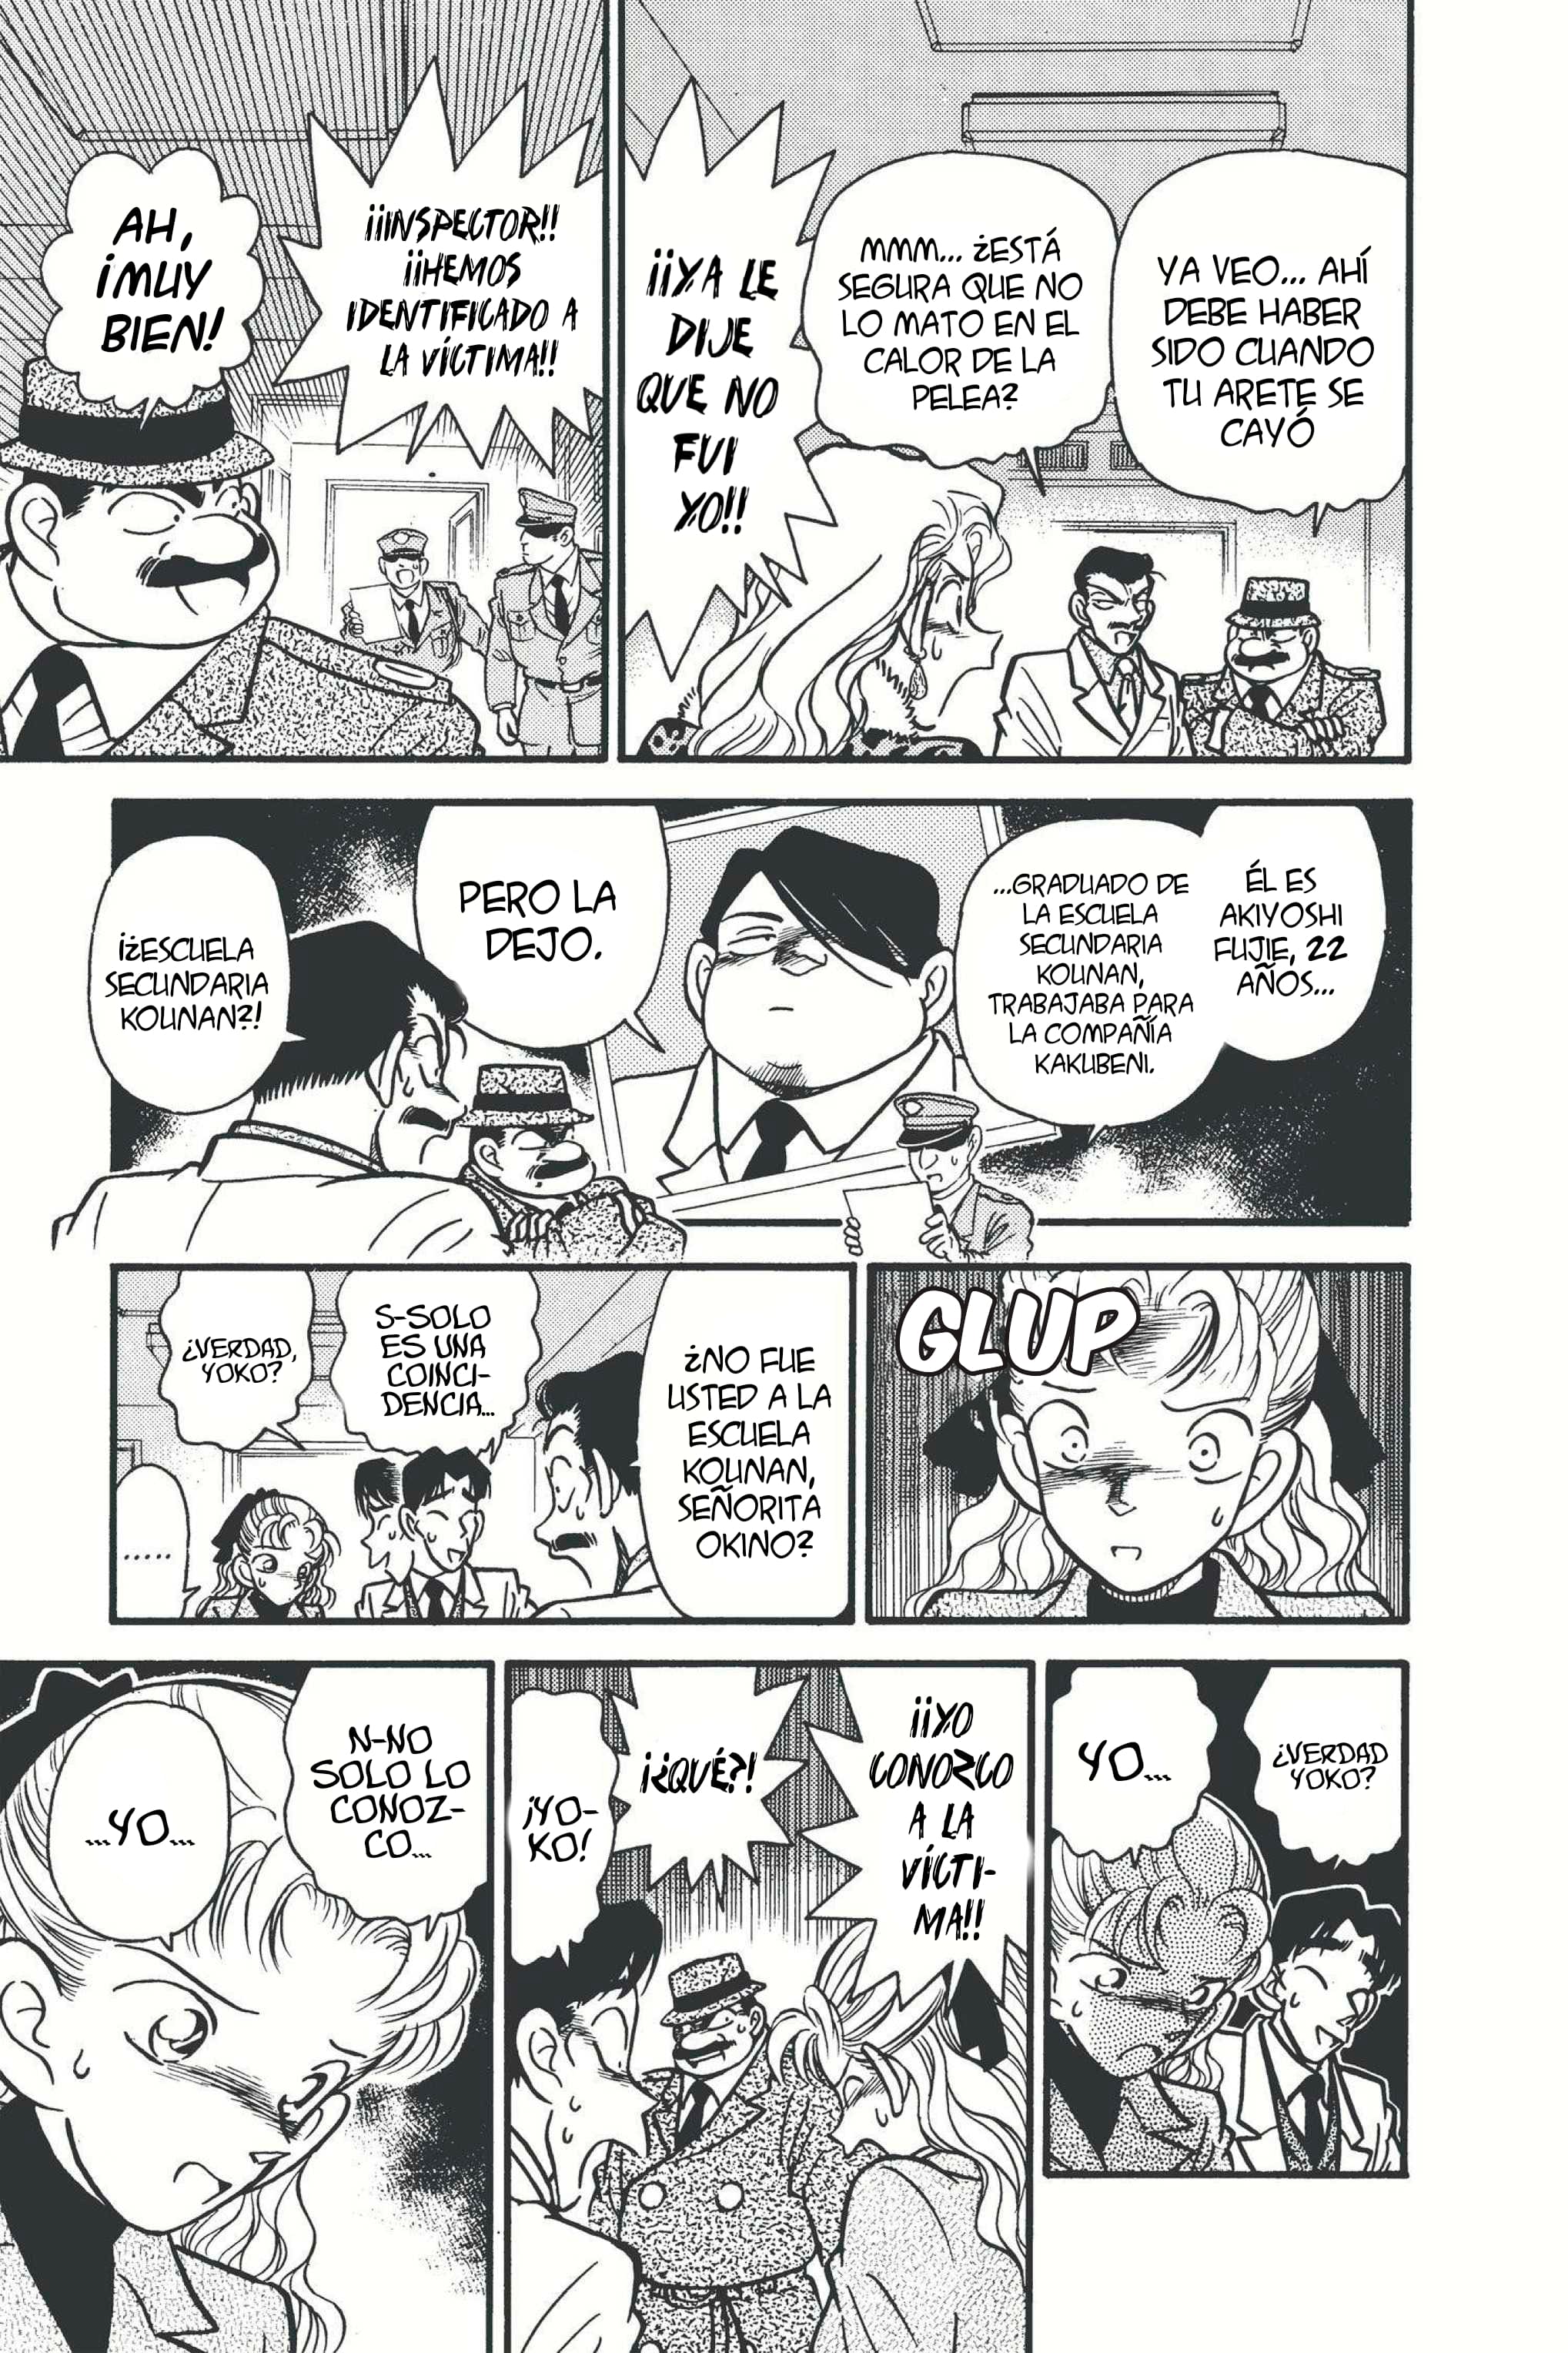 YA VEO... AHÍ
DEBE HABER
SIDO CUANDO
TU ARETE SE
CAYÓ
MMM... ¿ESTÁ
SEGURA QUE NO
LO MATO EN EL
CALOR DE LA
PELEA?
¡¡YA LE
DIJE
QUE NO
FUI
YO!!
¡¡INSPECTOR!!
¡¡HEMOS
IDENTIFICADO A
LA VÍCTIMA!!
AH,
¡MUY
BIEN!
ÉL ES
AKIYOSHI
FUJIE, 22
AÑOS...
...GRADUADO DE
LA ESCUELA
SECUNDARIA
KOUNAN,
TRABAJABA PARA
LA COMPAÑÍA
KAKUBENI.
PERO LA
DEJO.
¡¿ESCUELA
SECUNDARIA
KOUNAN?!
GLUP
¿NO FUE
USTED A LA
ESCUELA
KOUNAN,
SEÑORITA
OKINO?
S-SOLO
ES UNA
COINCI-
DENCIA...
¿VERDAD,
YOKO?
.....
¿VERDAD
YOKO?
YO...
¡¡YO
CONOZCO
A LA
VÍCTI-
MA!!
¡¿QUÉ?!
¡YO-
KO!
N-NO
SOLO LO
CONOZ-
CO...
...YO...